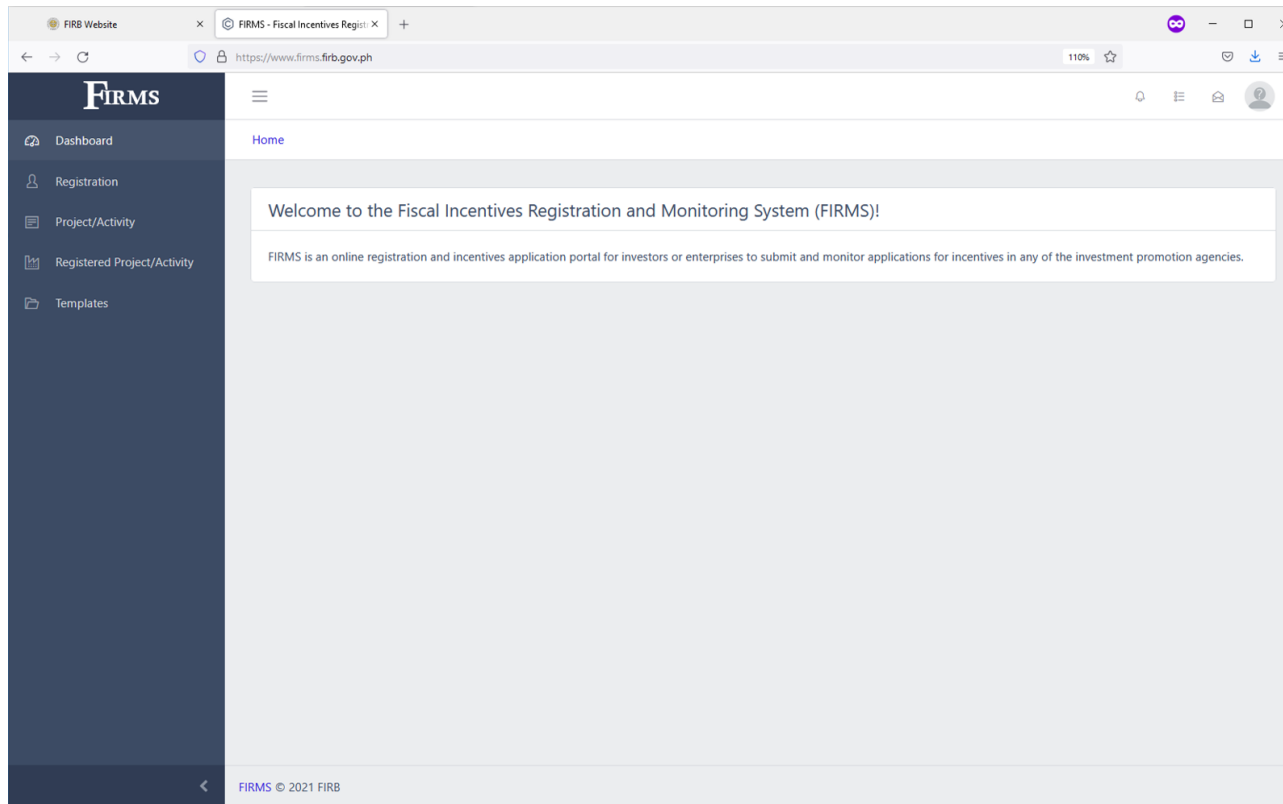 FIRB Website
FIRMS - Fiscal Incentives Regist
https://www.firms.firb.gov.ph
110%
FIRMS
Home
Dashboard
Registration
Project/Activity
Registered Project/Activity
Templates
Welcome to the Fiscal Incentives Registration and Monitoring System (FIRMS)!
FIRMS is an online registration and incentives application portal for investors or enterprises to submit and monitor applications for incentives in any of the investment promotion agencies.
FIRMS © 2021 FIRB